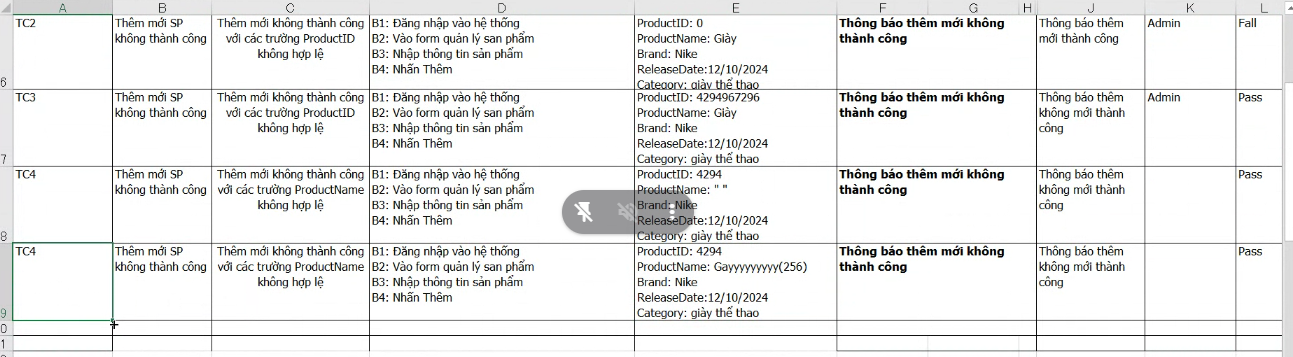 A B C D E F G H I J K L
6
TC2
Thêm mới SP
không thành công
Thêm mới không thành công
với các trường ProductID
không hợp lệ
B1: Đăng nhập vào hệ thống
B2: Vào form quản lý san phẩm
B3: Nhập thông tin sản phẩm
B4: Nhấn Thêm
ProductID: 0
ProductName: Giày
Brand: Nike
ReleaseDate:12/10/2024
Category: giày thể thao
Thông báo thêm mới không
thành công
Thông báo thêm
mới thành công
Admin
Fall
7
TC3
Thêm mới SP
không thành công
Thêm mới không thành công
với các trường ProductID
không hợp lệ
B1: Đăng nhập vào hệ thống
B2: Vào form quản lý san phẩm
B3: Nhập thông tin sản phẩm
B4: Nhấn Thêm
ProductID: 4294967296
ProductName: Giày
Brand: Nike
ReleaseDate:12/10/2024
Category: giày thể thao
Thông báo thêm mới không
thành công
Thông báo thêm
không mới thành
công
Admin
Pass
8
TC4
Thêm mới SP
không thành công
Thêm mới không thành công
với các trường ProductName
không hợp lệ
B1: Đăng nhập vào hệ thống
B2: Vào form quản lý san phẩm
B3: Nhập thông tin sản phẩm
B4: Nhấn Thêm
ProductID: 4294
ProductName: " "
Brand: Nike
ReleaseDate:12/10/2024
Category: giày thể thao
Thông báo thêm mới không
thành công
Thông báo thêm
không mới thành
công
Pass
9
TC4
Thêm mới SP
không thành công
Thêm mới không thành công
với các trường ProductName
không hợp lệ
B1: Đăng nhập vào hệ thống
B2: Vào form quản lý san phẩm
B3: Nhập thông tin sản phẩm
B4: Nhấn Thêm
ProductID: 4294
ProductName: Gayyyyyyyyy(256)
Brand: Nike
ReleaseDate:12/10/2024
Category: giày thể thao
Thông báo thêm mới không
thành công
Thông báo thêm
không mới thành
công
Pass
0
1